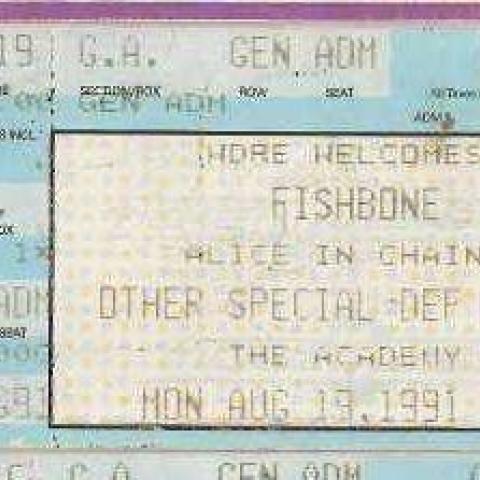 19 G.A. GEN ADM
SECTION/BOX ROW SEAT
GEN ADM
WDRE WELCOMES
FISHBONE
ALICE IN CHAIN
OTHER SPECIAL DEF
THE ACADEMY
MON AUG 19,1991
G.A. GEN ADM